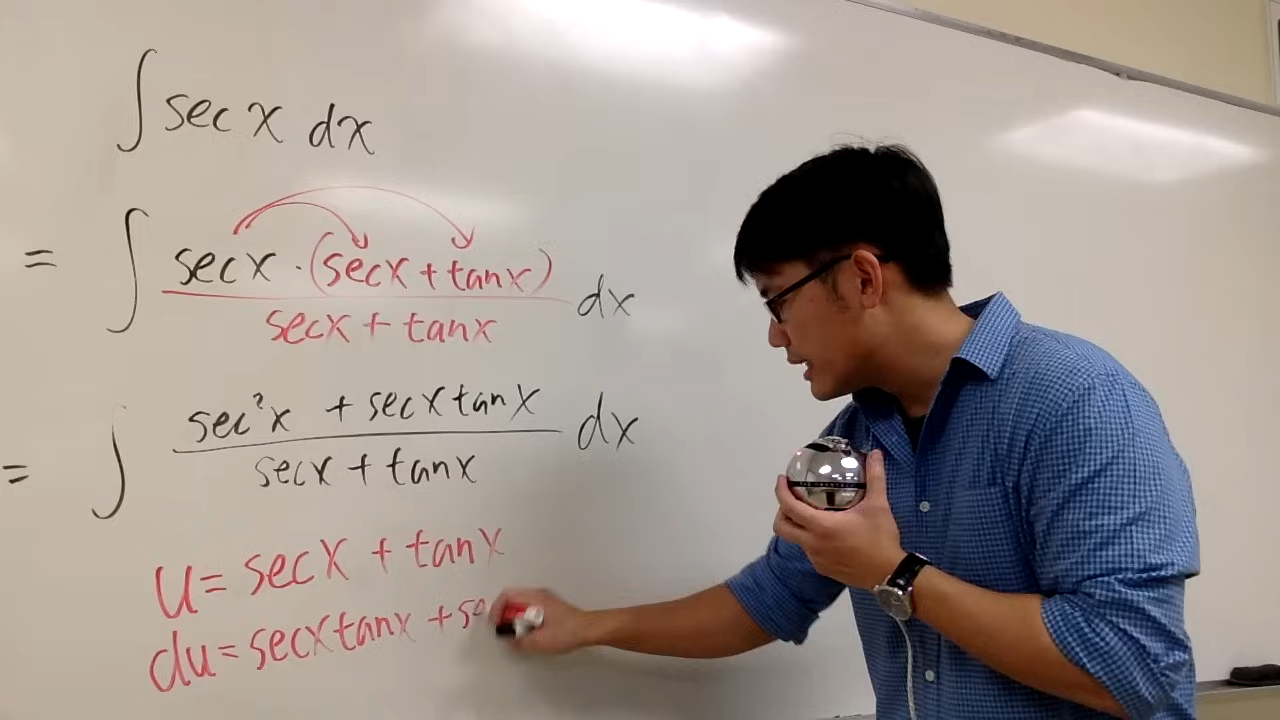 ∫ sec x dx
= ∫ sec x · (sec x + tan x) / sec x + tan x dx
= ∫ sec²x + sec x tan x / sec x + tan x dx
u = sec x + tan x
du = sec x tan x + se